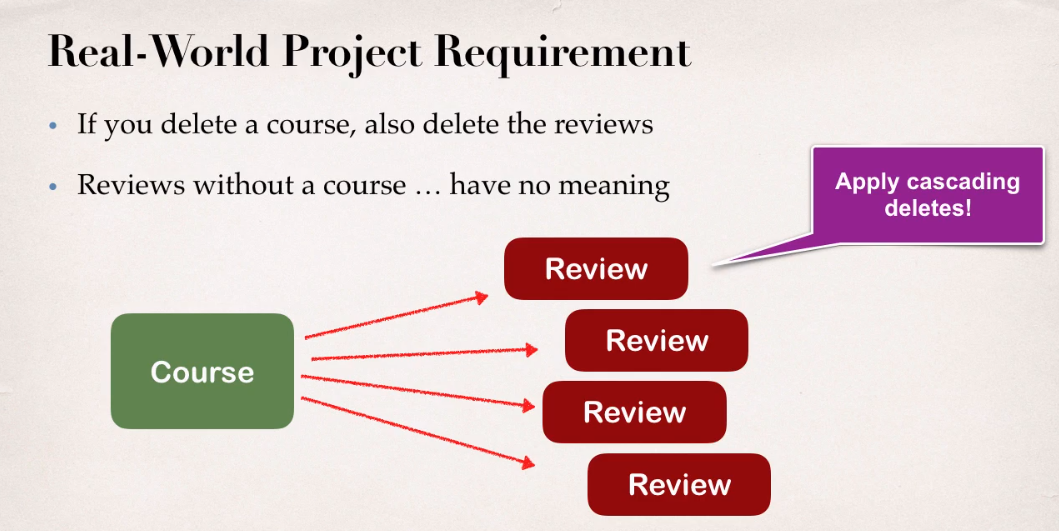 Real-World Project Requirement
• If you delete a course, also delete the reviews
• Reviews without a course … have no meaning
Apply cascading
deletes!
Review
Review
Course
Review
Review